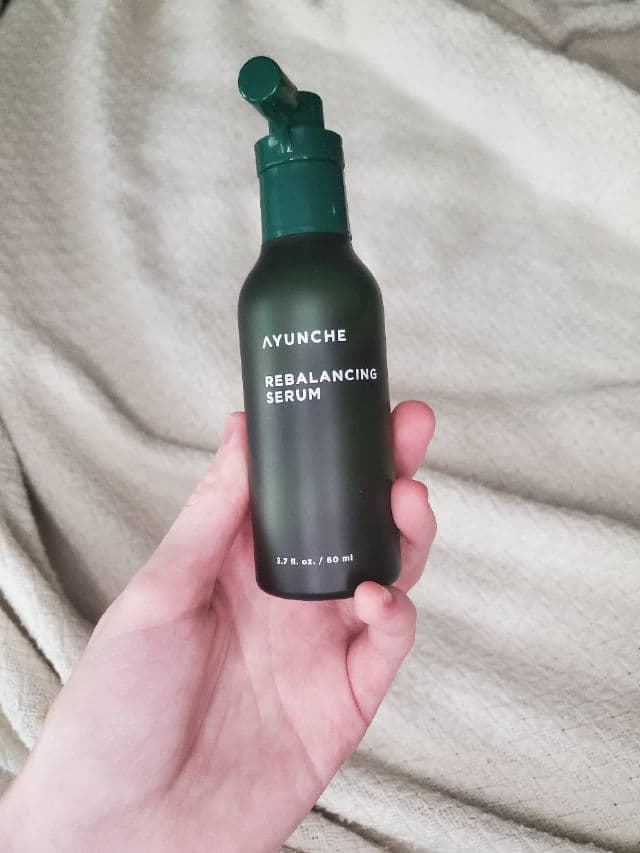 AYUNCHE
REBALANCING
SERUM
2.7 fl. oz. / 80 ml